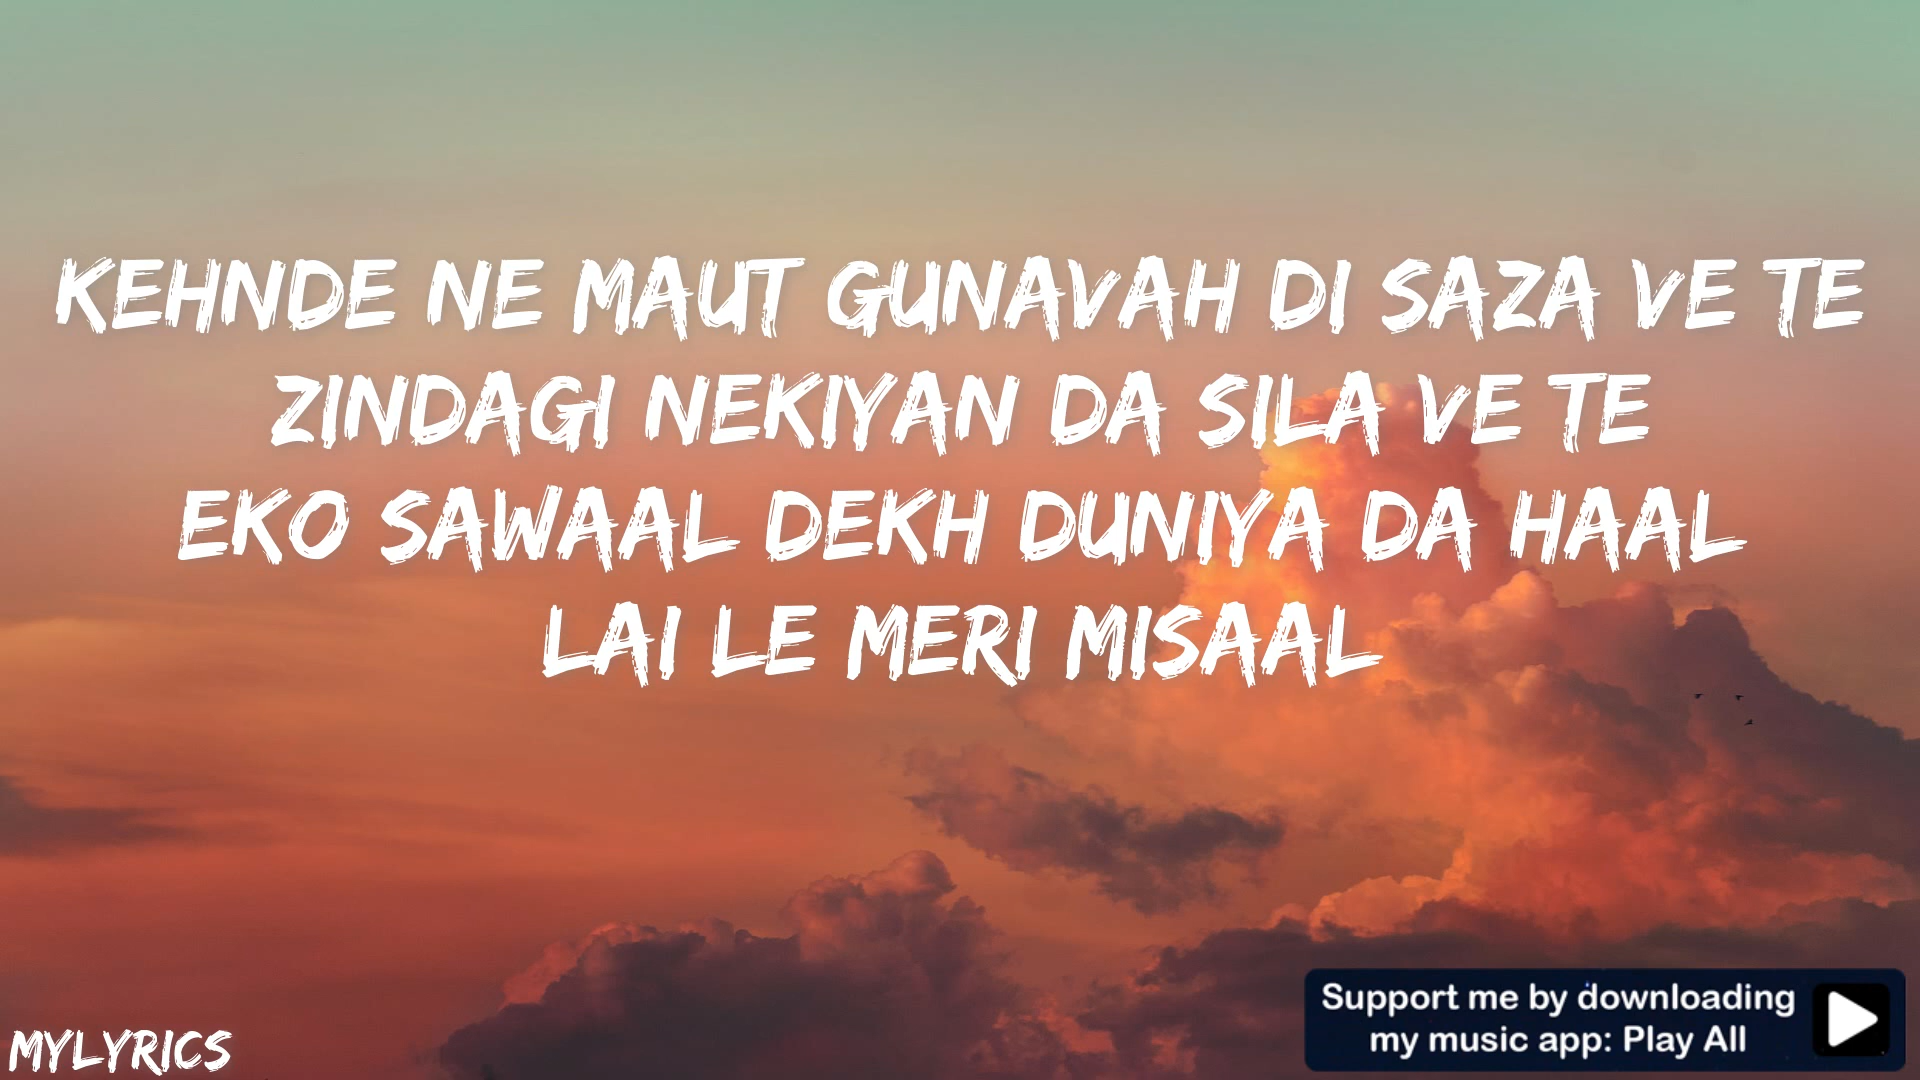 KEHNDE NE MAUT GUNAVAH DI SAZA VE TE
ZINDAGI NEKIYAN DA SILA VE TE
EKO SAWAAL DEKH DUNIYA DA HAAL
LAI LE MERI MISAAL
MYLYRICS
Support me by downloading
my music app: Play All